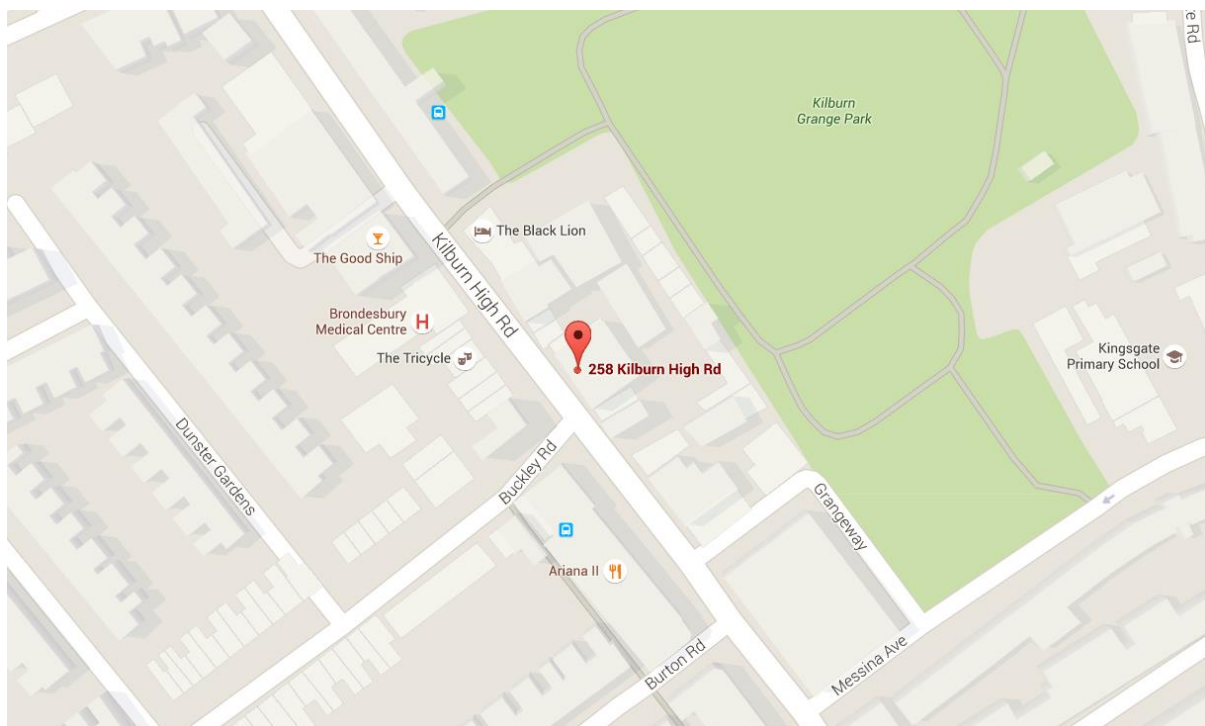 e Rd
Kilburn
Grange Park
The Black Lion
Kilburn High Rd
The Good Ship
Brondesbury
Medical Centre
H
The Tricycle
258 Kilburn High Rd
Kingsgate
Primary School
Dunster Gardens
Buckley Rd
Grangeway
Ariana II
Burton Rd
Messina Ave